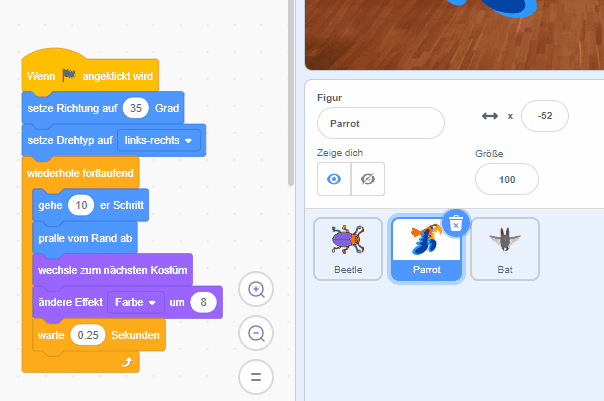 Wenn angeklickt wird
setze Richtung auf 35 Grad
setze Drehtyp auf links-rechts
wiederhole fortlaufend
gehe 10 er Schritt
pralle vom Rand ab
wechsle zum nächsten Kostüm
ändere Effekt Farbe um 8
warte 0.25 Sekunden
Figur
Parrot
x -52
Zeige dich
Größe
100
Beetle
Parrot
Bat